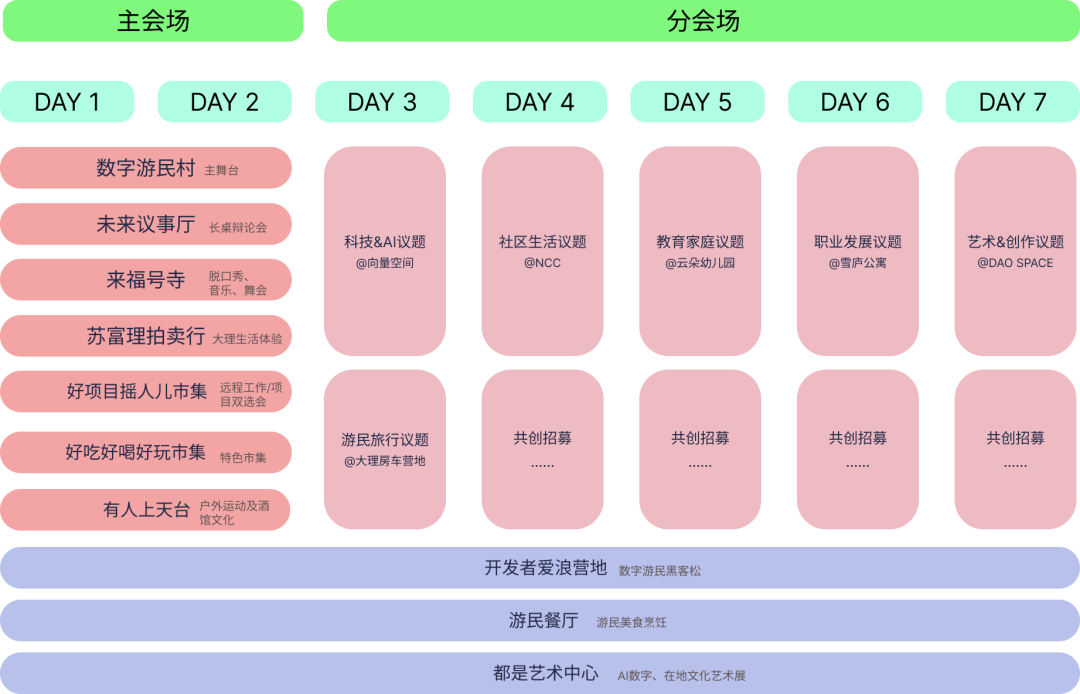 主会场
分会场
DAY 1
DAY 2
DAY 3
DAY 4
DAY 5
DAY 6
DAY 7
数字游民村 主舞台
未来议事厅 长桌辩论会
来福号寺 脱口秀、
音乐、舞会
苏富理拍卖行 大理生活体验
好项目摇人儿市集 远程工作/项
目双选会
好吃好喝好玩市集 特色市集
有人上天台 户外运动及酒
馆文化
科技&AI议题
@向量空间
社区生活议题
@NCC
教育家庭议题
@云朵幼儿园
职业发展议题
@雪庐公寓
艺术&创作议题
@DAO SPACE
游民旅行议题
@大理房车营地
共创招募
......
共创招募
......
共创招募
......
共创招募
......
开发者爱浪营地 数字游民黑客松
游民餐厅 游民美食烹饪
都是艺术中心 AI数字、在地文化艺术展